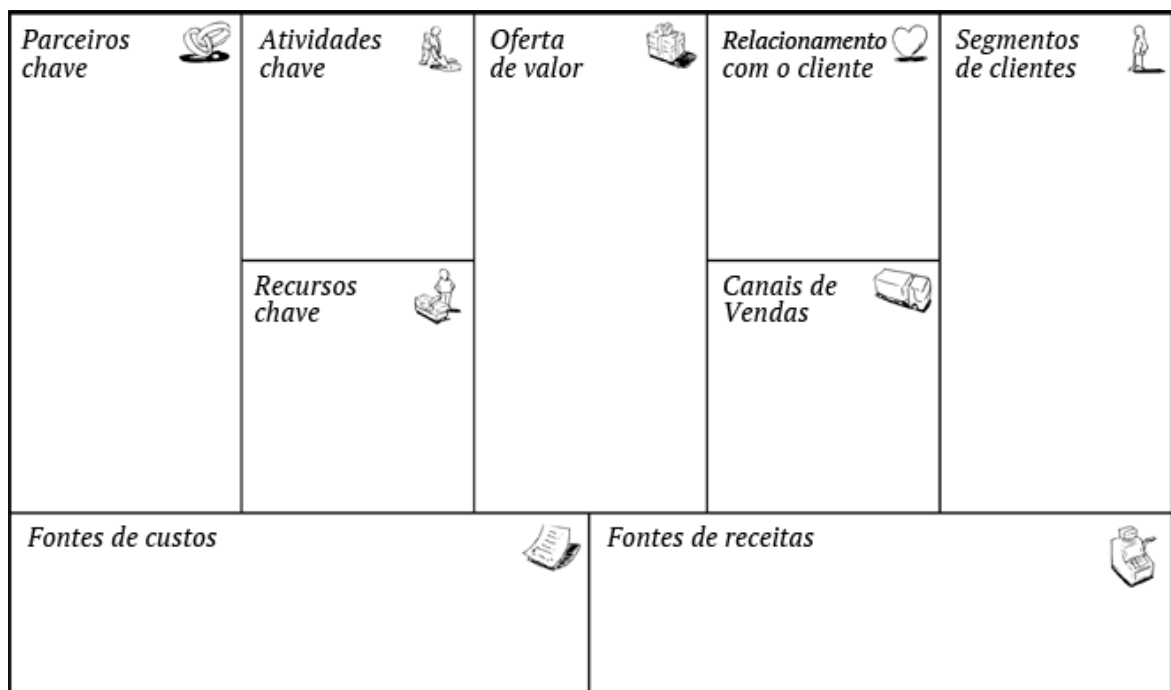 Parceiros
chave
Atividades
chave
Oferta
de valor
Relacionamento
com o cliente
Segmentos
de clientes
Recursos
chave
Canais de
Vendas
Fontes de custos
Fontes de receitas